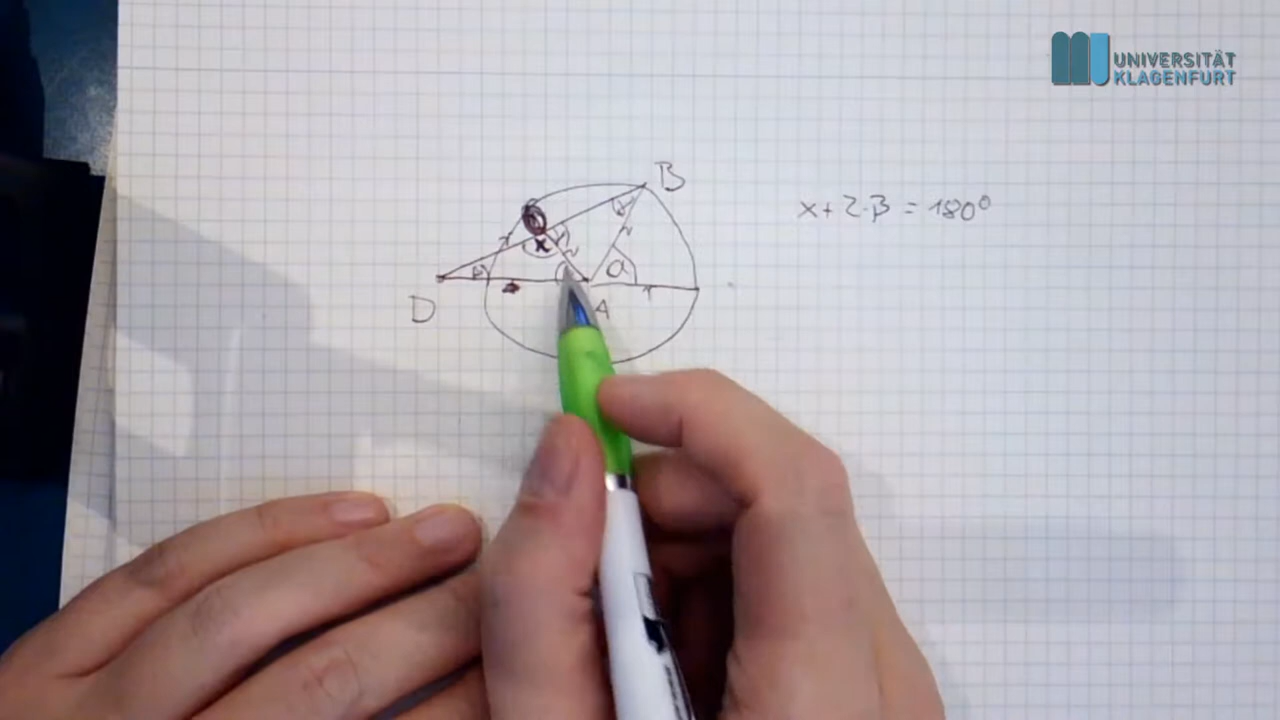 UNIVERSITÄT
KLAGENFURT
B
x + 2·β = 180°
x
α
D
A